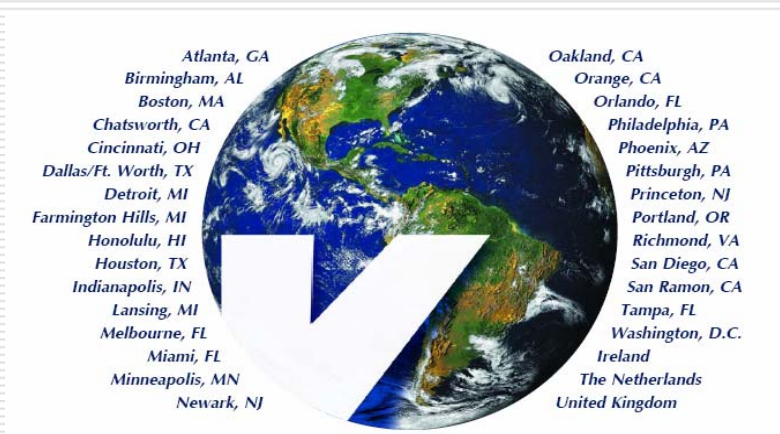 Atlanta, GA
Birmingham, AL
Boston, MA
Chatsworth, CA
Cincinnati, OH
Dallas/Ft. Worth, TX
Detroit, MI
Farmington Hills, MI
Honolulu, HI
Houston, TX
Indianapolis, IN
Lansing, MI
Melbourne, FL
Miami, FL
Minneapolis, MN
Newark, NJ
Oakland, CA
Orange, CA
Orlando, FL
Philadelphia, PA
Phoenix, AZ
Pittsburgh, PA
Princeton, NJ
Portland, OR
Richmond, VA
San Diego, CA
San Ramon, CA
Tampa, FL
Washington, D.C.
Ireland
The Netherlands
United Kingdom